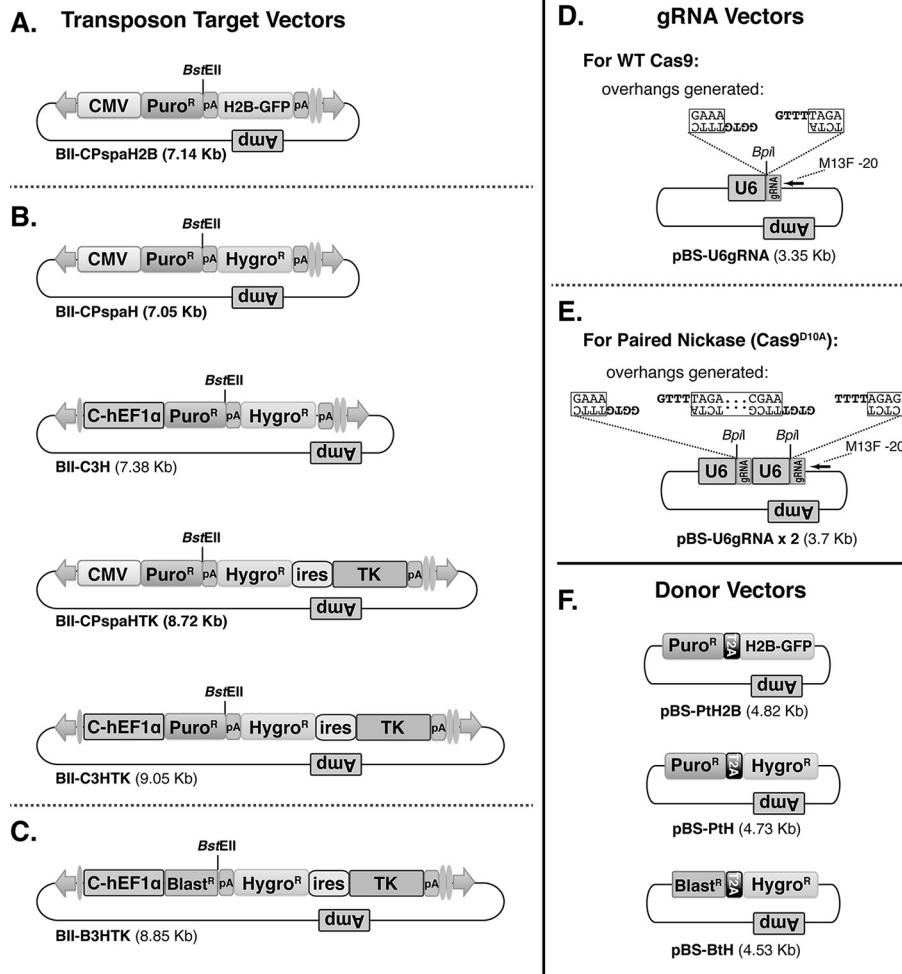 A. Transposon Target Vectors
BstEII
CMV PuroR pA H2B-GFP pA
Amp
BII-CPspaH2B (7.14 Kb)
B.
BstEII
CMV PuroR pA HygroR pA
Amp
BII-CPspaH (7.05 Kb)
BstEII
C-hEF1α PuroR pA HygroR pA
Amp
BII-C3H (7.38 Kb)
BstEII
CMV PuroR pA HygroR ires TK pA
Amp
BII-CPspaHTK (8.72 Kb)
BstEII
C-hEF1α PuroR pA HygroR ires TK pA
Amp
BII-C3HTK (9.05 Kb)
C.
BstEII
C-hEF1α BlastR pA HygroR ires TK pA
Amp
BII-B3HTK (8.85 Kb)
D. gRNA Vectors
For WT Cas9:
overhangs generated:
GAAA GTTTTAGA
CTTTGTGG TCTA
BpiI
M13F -20
U6 gRNA
Amp
pBS-U6gRNA (3.35 Kb)
E.
For Paired Nickase (Cas9D10A):
overhangs generated:
GAAA GTTTTAGA...CGAA TTTTAGAG
BpiI BpiI
M13F -20
U6 gRNA U6 gRNA
Amp
pBS-U6gRNA x 2 (3.7 Kb)
F. Donor Vectors
PuroR T2A H2B-GFP
Amp
pBS-PtH2B (4.82 Kb)
PuroR T2A HygroR
Amp
pBS-PtH (4.73 Kb)
BlastR T2A HygroR
Amp
pBS-BtH (4.53 Kb)